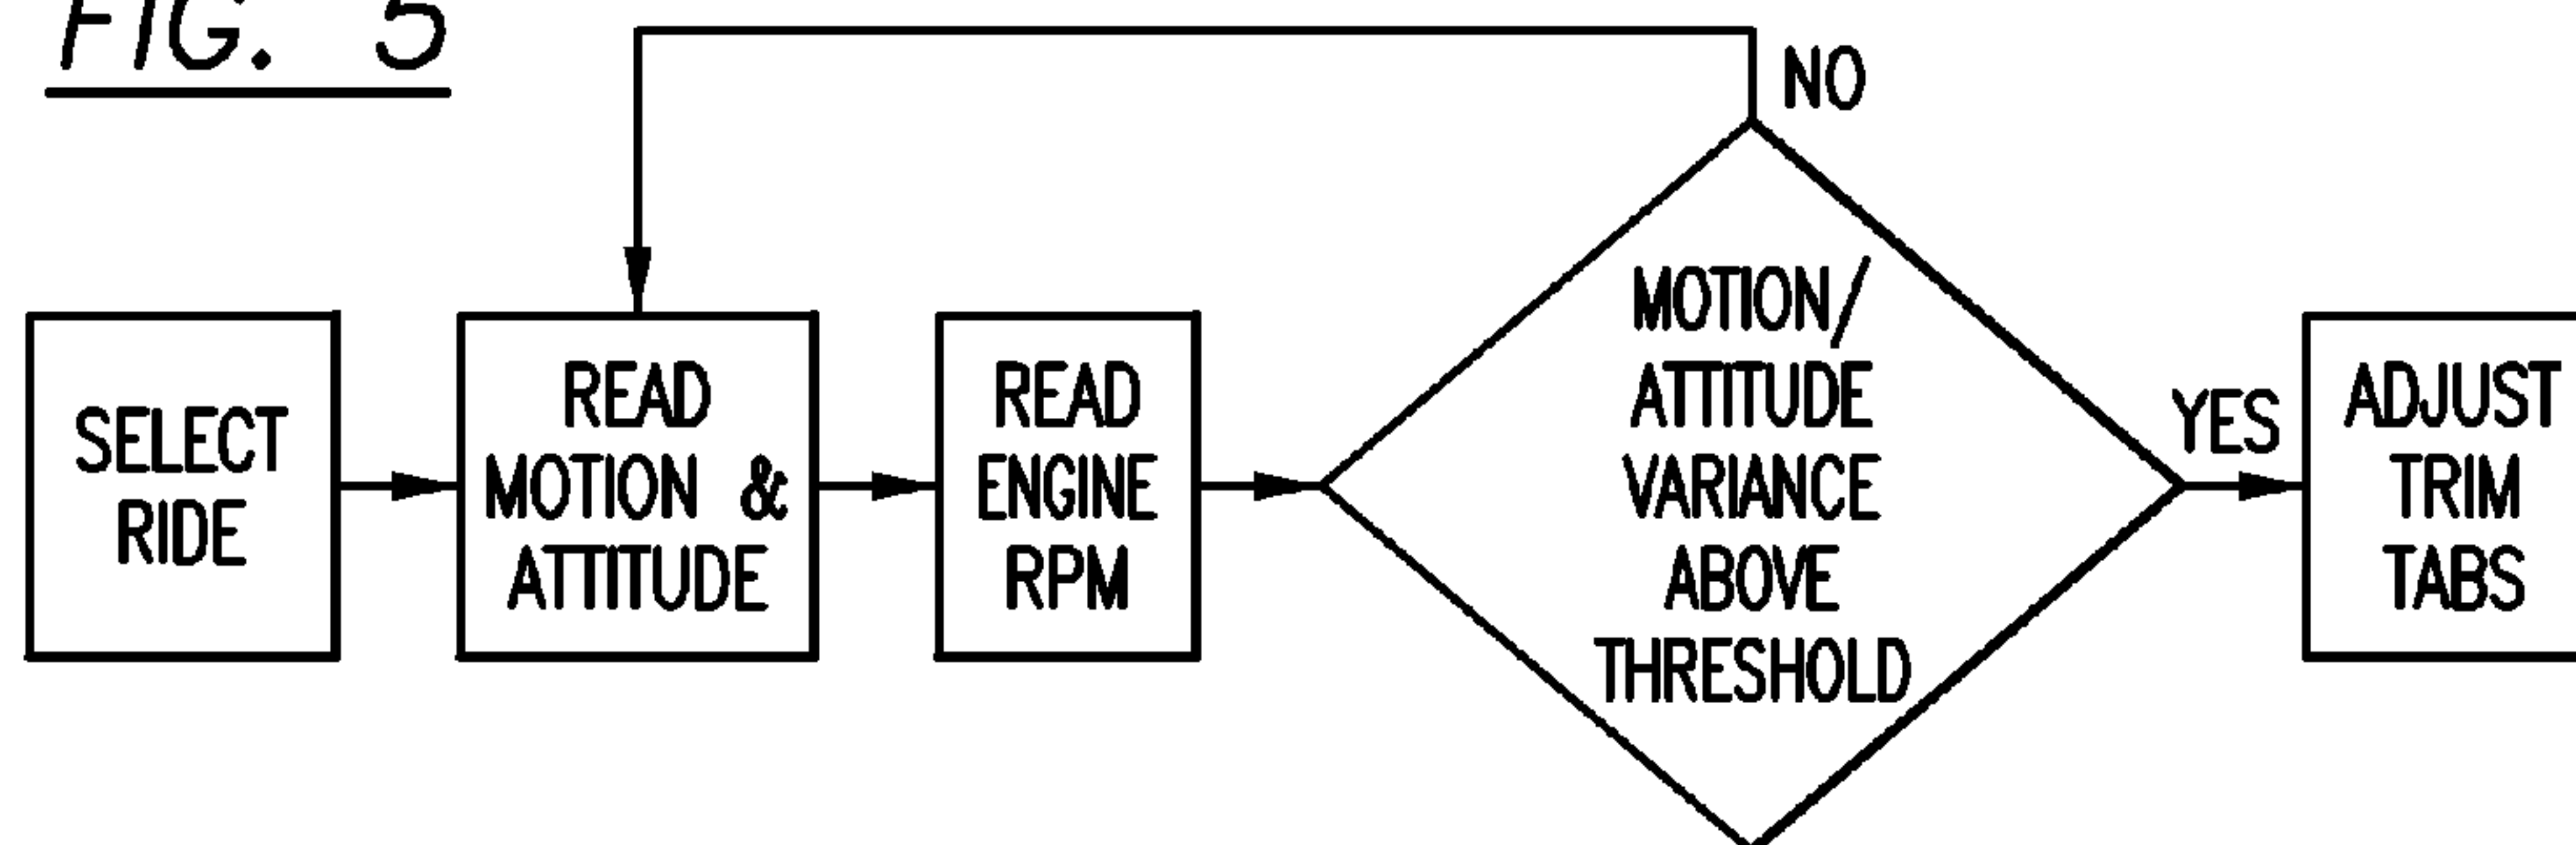 FIG. 5
NO
SELECT
RIDE
READ
MOTION &
ATTITUDE
READ
ENGINE
RPM
MOTION/
ATTITUDE
VARIANCE
ABOVE
THRESHOLD
YES
ADJUST
TRIM
TABS